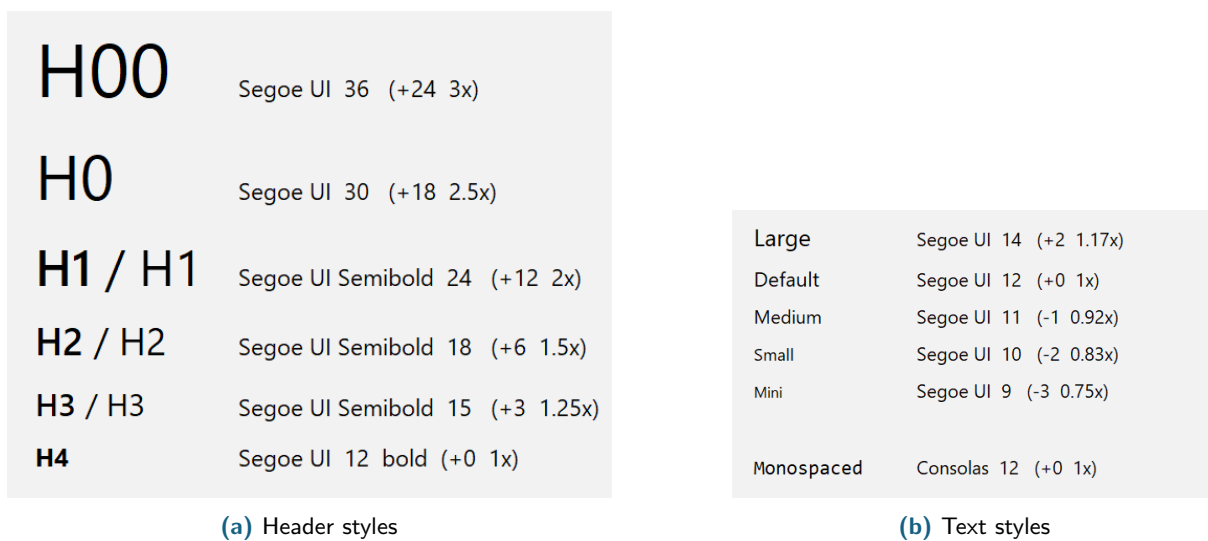 H00 Segoe UI 36 (+24 3x)
H0 Segoe UI 30 (+18 2.5x)
H1 / H1 Segoe UI Semibold 24 (+12 2x)
H2 / H2 Segoe UI Semibold 18 (+6 1.5x)
H3 / H3 Segoe UI Semibold 15 (+3 1.25x)
H4 Segoe UI 12 bold (+0 1x)
(a) Header styles
Large Segoe UI 14 (+2 1.17x)
Default Segoe UI 12 (+0 1x)
Medium Segoe UI 11 (-1 0.92x)
Small Segoe UI 10 (-2 0.83x)
Mini Segoe UI 9 (-3 0.75x)
Monospaced Consolas 12 (+0 1x)
(b) Text styles